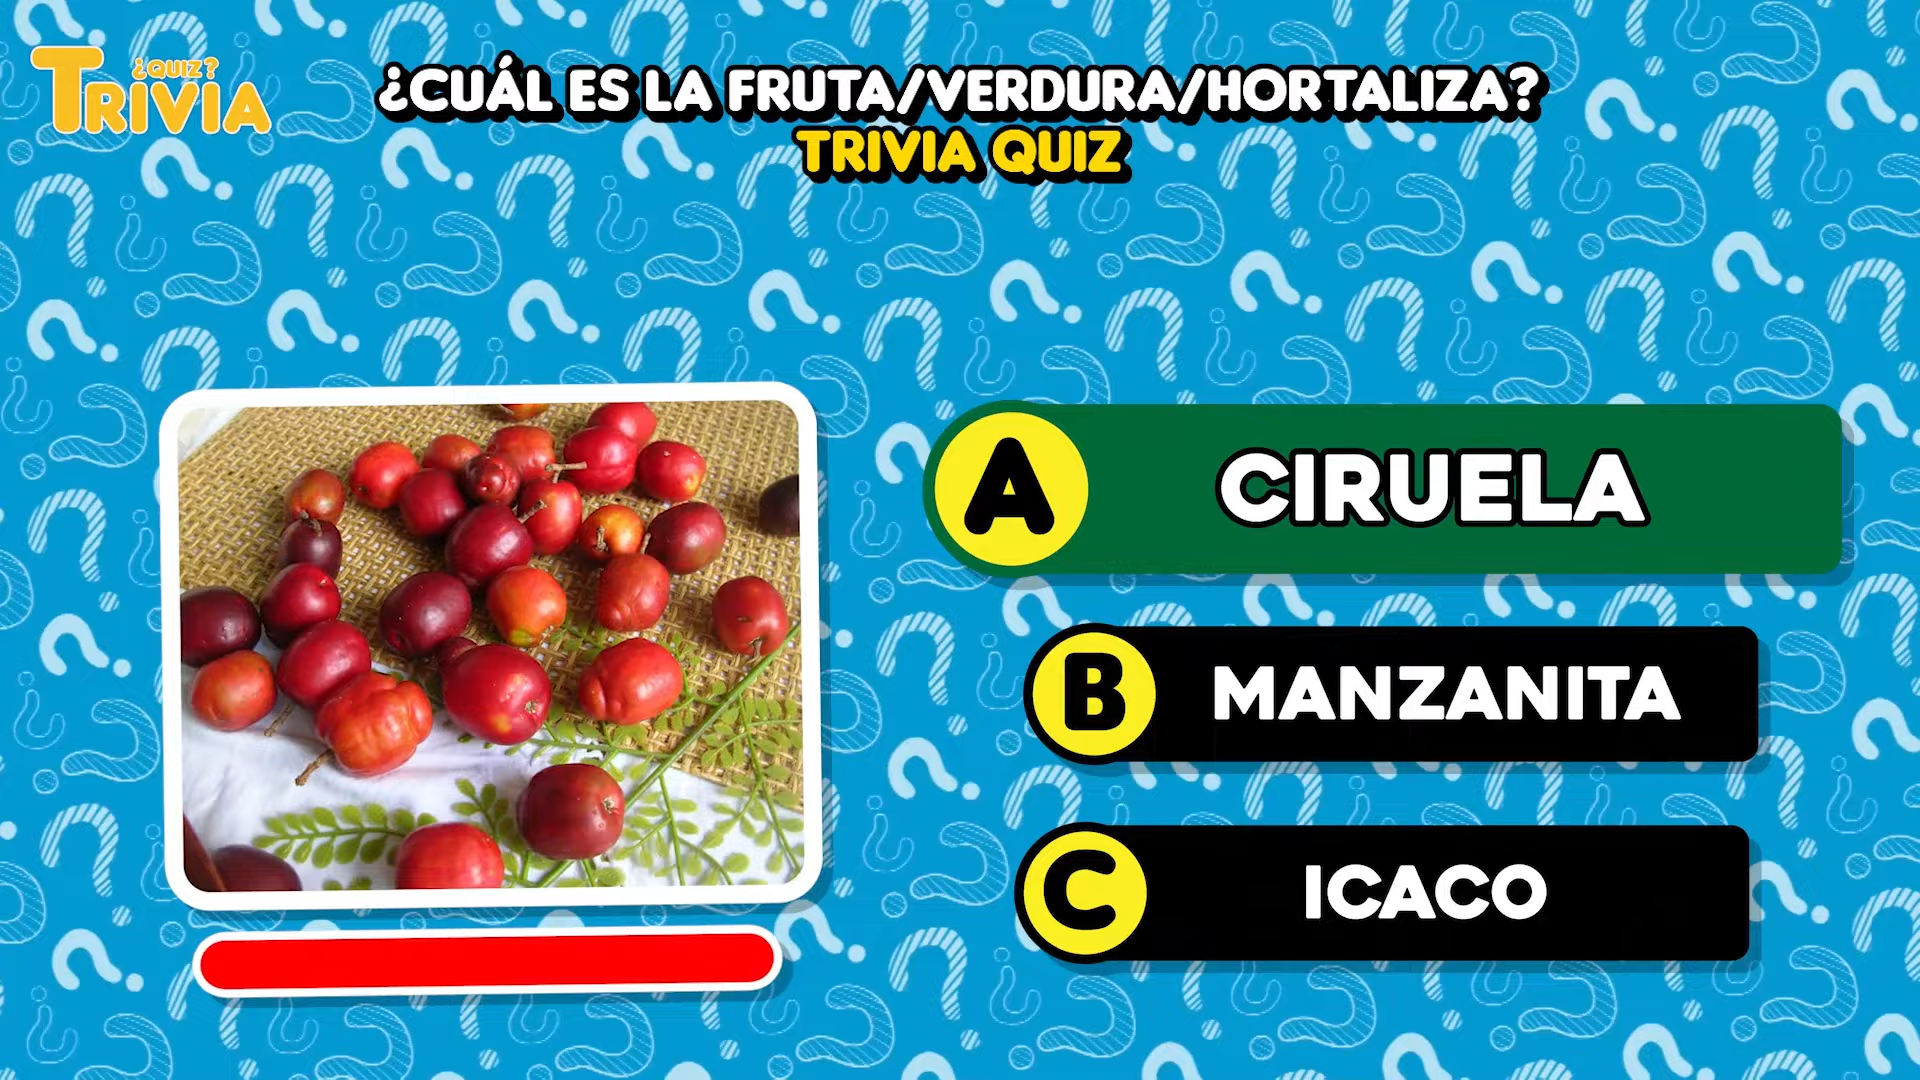 ¿QUIZ?
TRIVIA
¿CUÁL ES LA FRUTA/VERDURA/HORTALIZA?
TRIVIA QUIZ
A CIRUELA
B MANZANITA
C ICACO